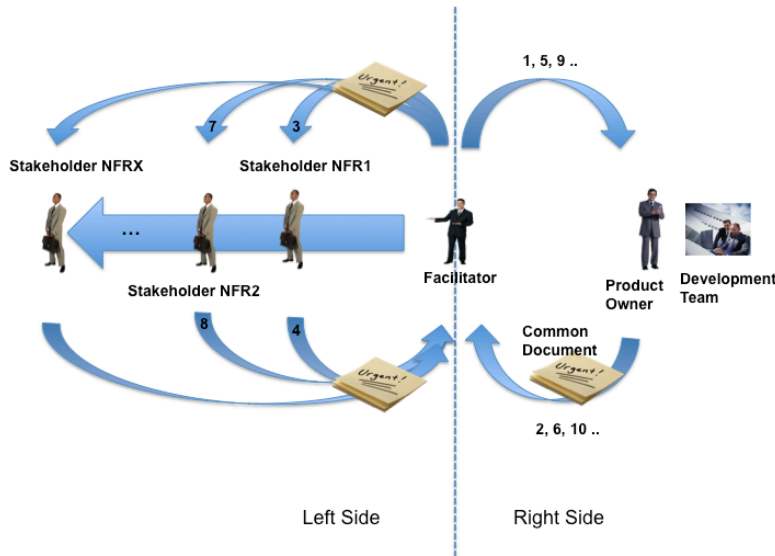 Urgent!
1, 5, 9 ..
7
3
Stakeholder NFRX
Stakeholder NFR1
...
Stakeholder NFR2
Facilitator
Product
Owner
Development
Team
8
4
Common
Document
Urgent!
Urgent!
2, 6, 10 ..
Left Side
Right Side